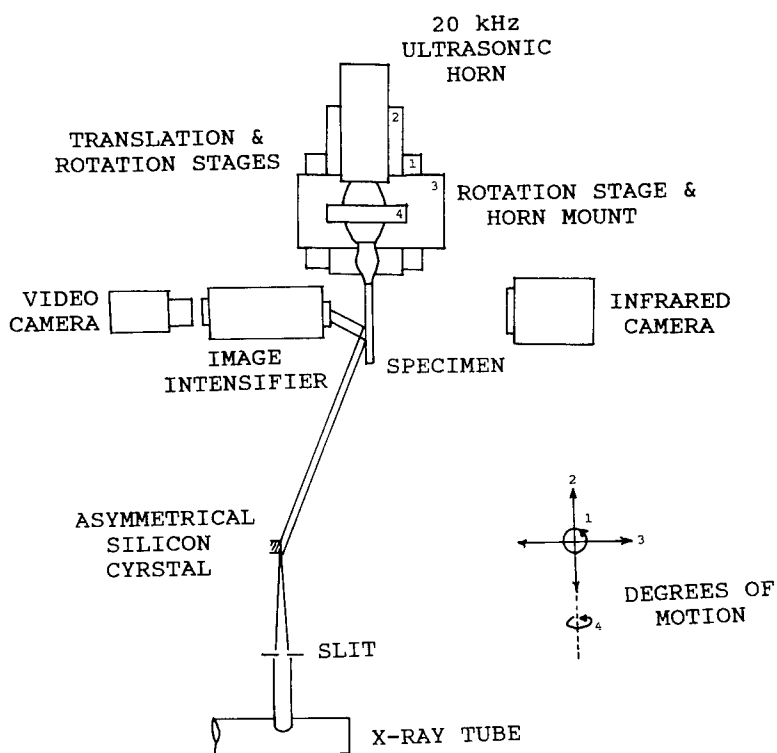 20 kHz
ULTRASONIC
HORN
2
TRANSLATION &
ROTATION STAGES
1
3
ROTATION STAGE &
HORN MOUNT
4
VIDEO
CAMERA
IMAGE
INTENSIFIER
INFRARED
CAMERA
SPECIMEN
ASYMMETRICAL
SILICON
CYRSTAL
2
1
3
4
DEGREES OF
MOTION
SLIT
X-RAY TUBE